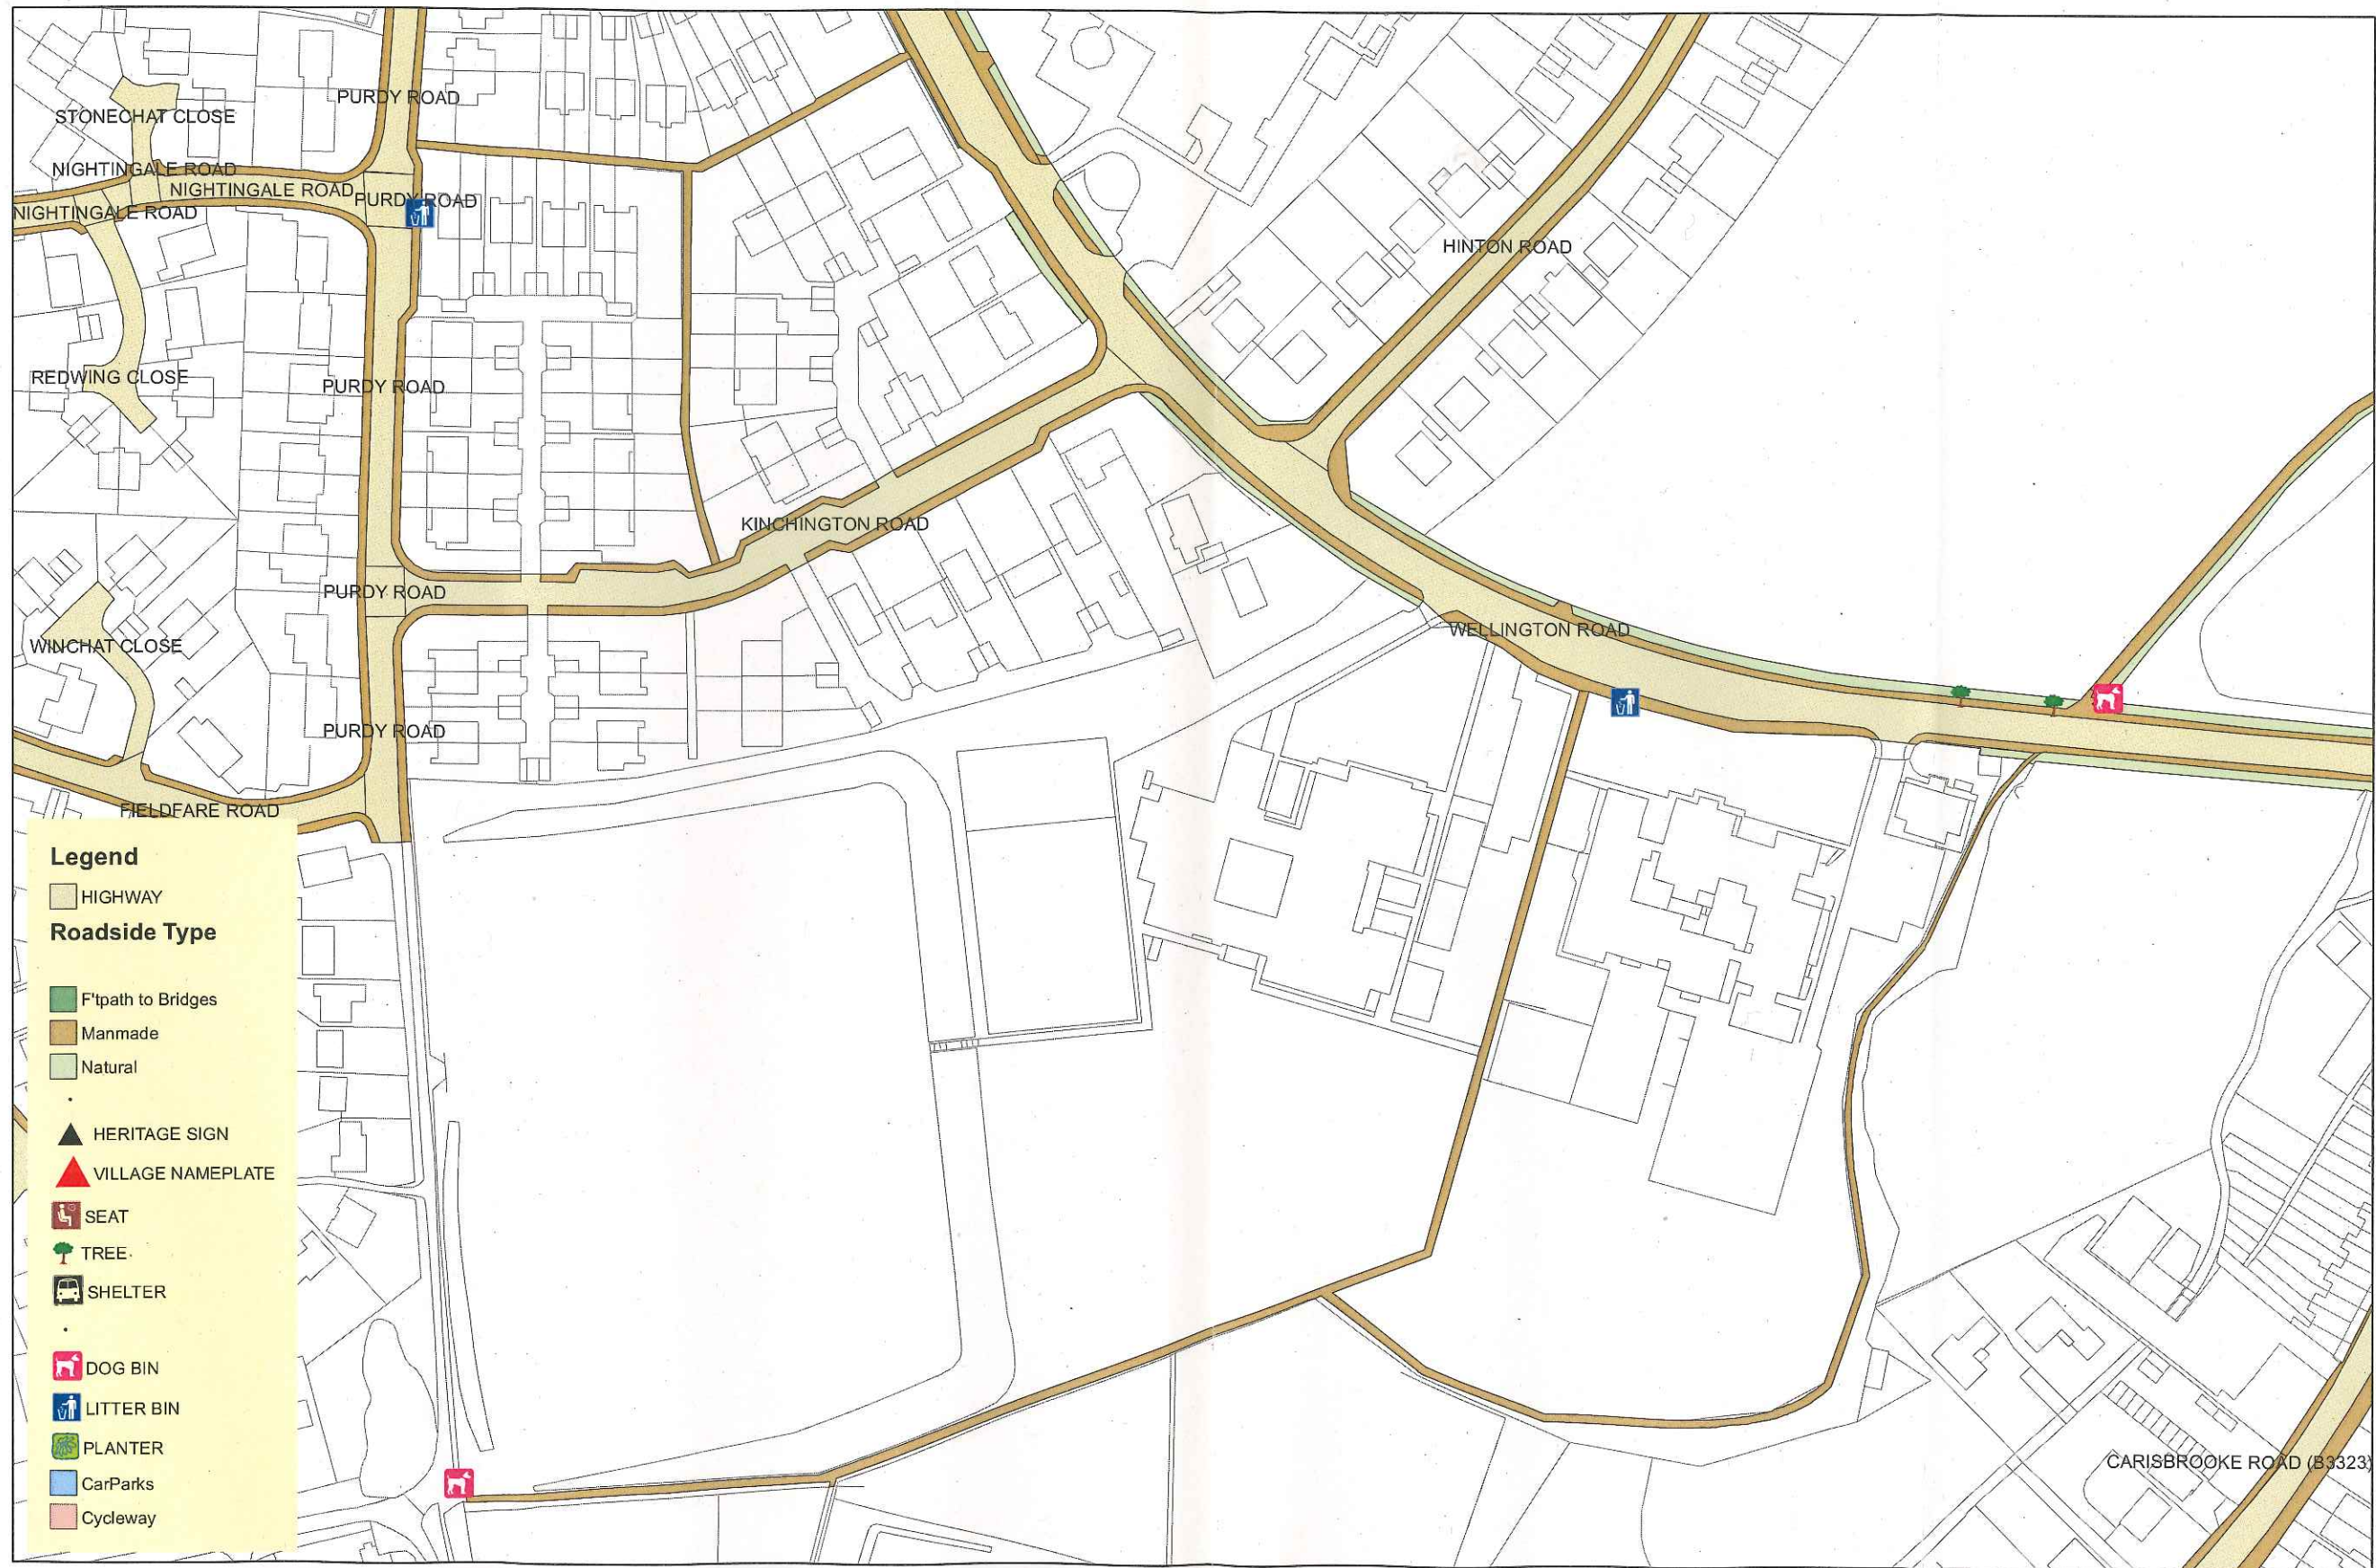 PURDY ROAD
STONECHAT CLOSE
NIGHTINGALE ROAD
NIGHTINGALE ROAD
PURDY ROAD
NIGHTINGALE ROAD
HINTON ROAD
REDWING CLOSE
PURDY ROAD
KINCHINGTON ROAD
PURDY ROAD
WELLINGTON ROAD
WINCHAT CLOSE
PURDY ROAD
FIELDFARE ROAD
Legend
HIGHWAY
Roadside Type
F'tpath to Bridges
Manmade
Natural
HERITAGE SIGN
VILLAGE NAMEPLATE
SEAT
TREE
SHELTER
DOG BIN
LITTER BIN
PLANTER
CarParks
Cycleway
CARISBROOKE ROAD (B3323)